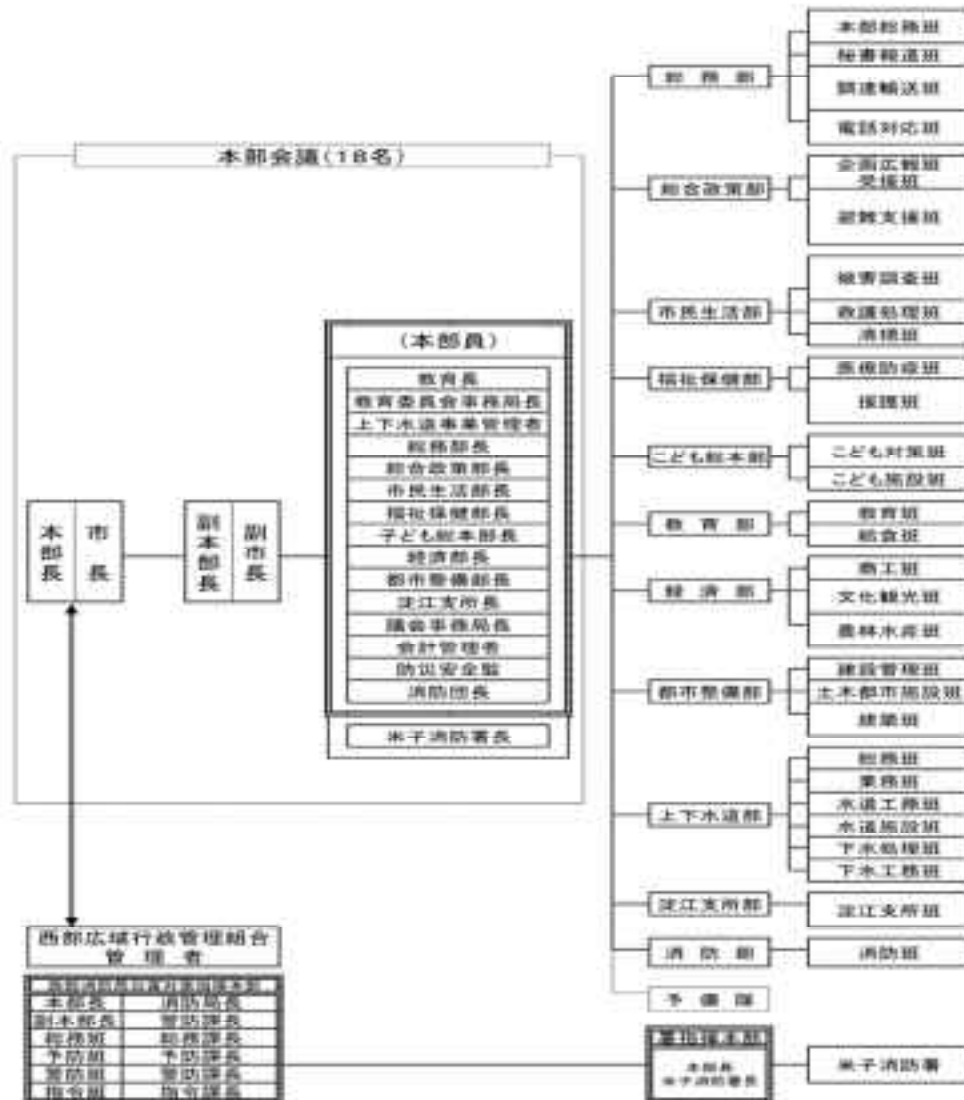 本部会議(18名)
(本部員)
教育長
教育委員会事務局長
上下水道事業管理者
総務部長
総合政策部長
市民生活部長
福祉保健部長
子ども総本部長
経済部長
都市整備部長
淀江支所長
議会事務局長
会計管理者
防災安全監
消防団長
米子消防署長
本部長
市長
副本部長
副市長
西部広域行政管理組合
管理者
本部長 消防局長
副本部長 警防課長
総務班 総務課長
予防班 予防課長
警防班 警防課長
指令班 指令課長
総務部
本部総務班
秘書報道班
調達輸送班
電話対応班
総合政策部
企画広報班
受援班
避難支援班
市民生活部
被害調査班
清掃班
福祉保健部
医療防疫班
援護班
こども総本部
こども対策班
こども施設班
教育部
教育班
給食班
経済部
商工班
文化観光班
農林水産班
都市整備部
建設管理班
土木都市施設班
建築班
上下水道部
総務班
業務班
水道工務班
水道施設班
下水処理班
下水工務班
淀江支所部
淀江支所班
消防部
消防班
予備隊
署指揮本部
本部長
米子消防署長
米子消防署